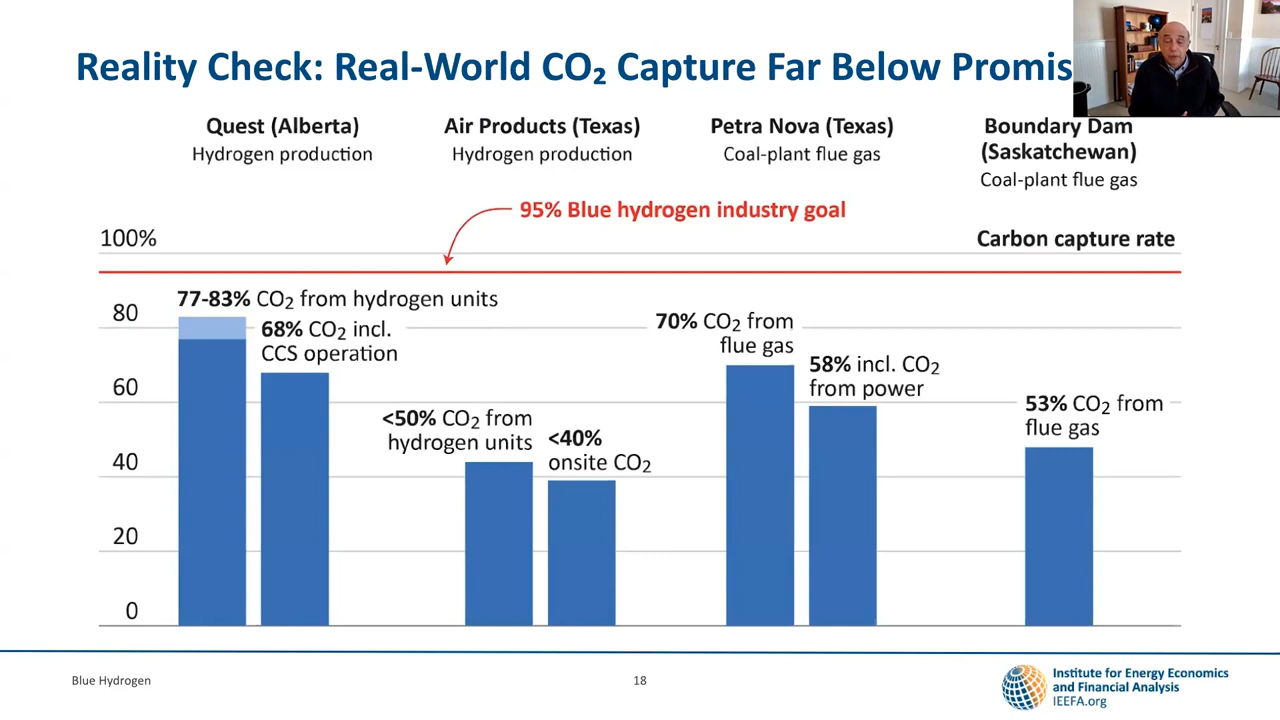 Reality Check: Real-World CO₂ Capture Far Below Promis
Quest (Alberta)
Hydrogen production
Air Products (Texas)
Hydrogen production
Petra Nova (Texas)
Coal-plant flue gas
Boundary Dam
(Saskatchewan)
Coal-plant flue gas
95% Blue hydrogen industry goal
100%
Carbon capture rate
77-83% CO₂ from hydrogen units
80
68% CO₂ incl.
CCS operation
70% CO₂ from
flue gas
58% incl. CO₂
from power
60
<50% CO₂ from
hydrogen units
<40%
onsite CO₂
53% CO₂ from
flue gas
40
20
0
Blue Hydrogen
18
Institute for Energy Economics
and Financial Analysis
IEEFA.org